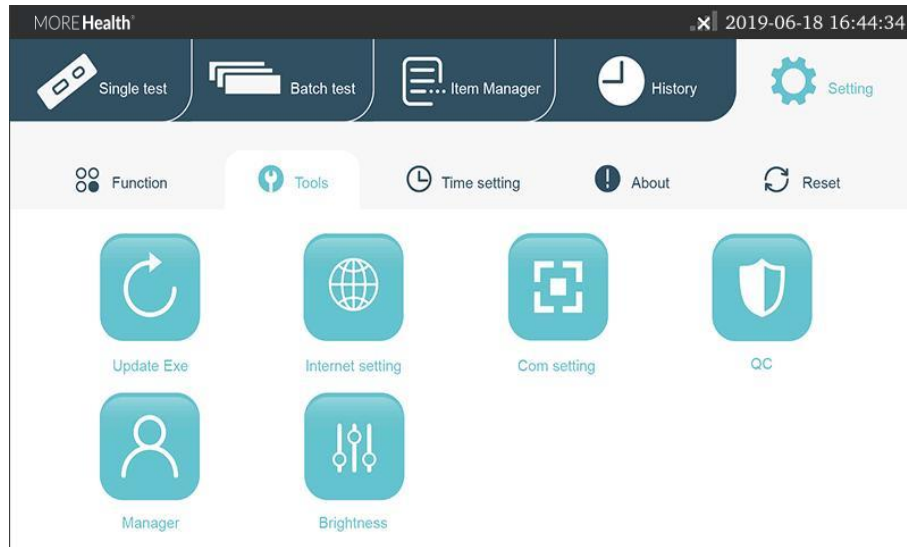 MOREHealth® 2019-06-18 16:44:34
Single test Batch test Item Manager History Setting
Function Tools Time setting About Reset
Update Exe Internet setting Com setting QC
Manager Brightness